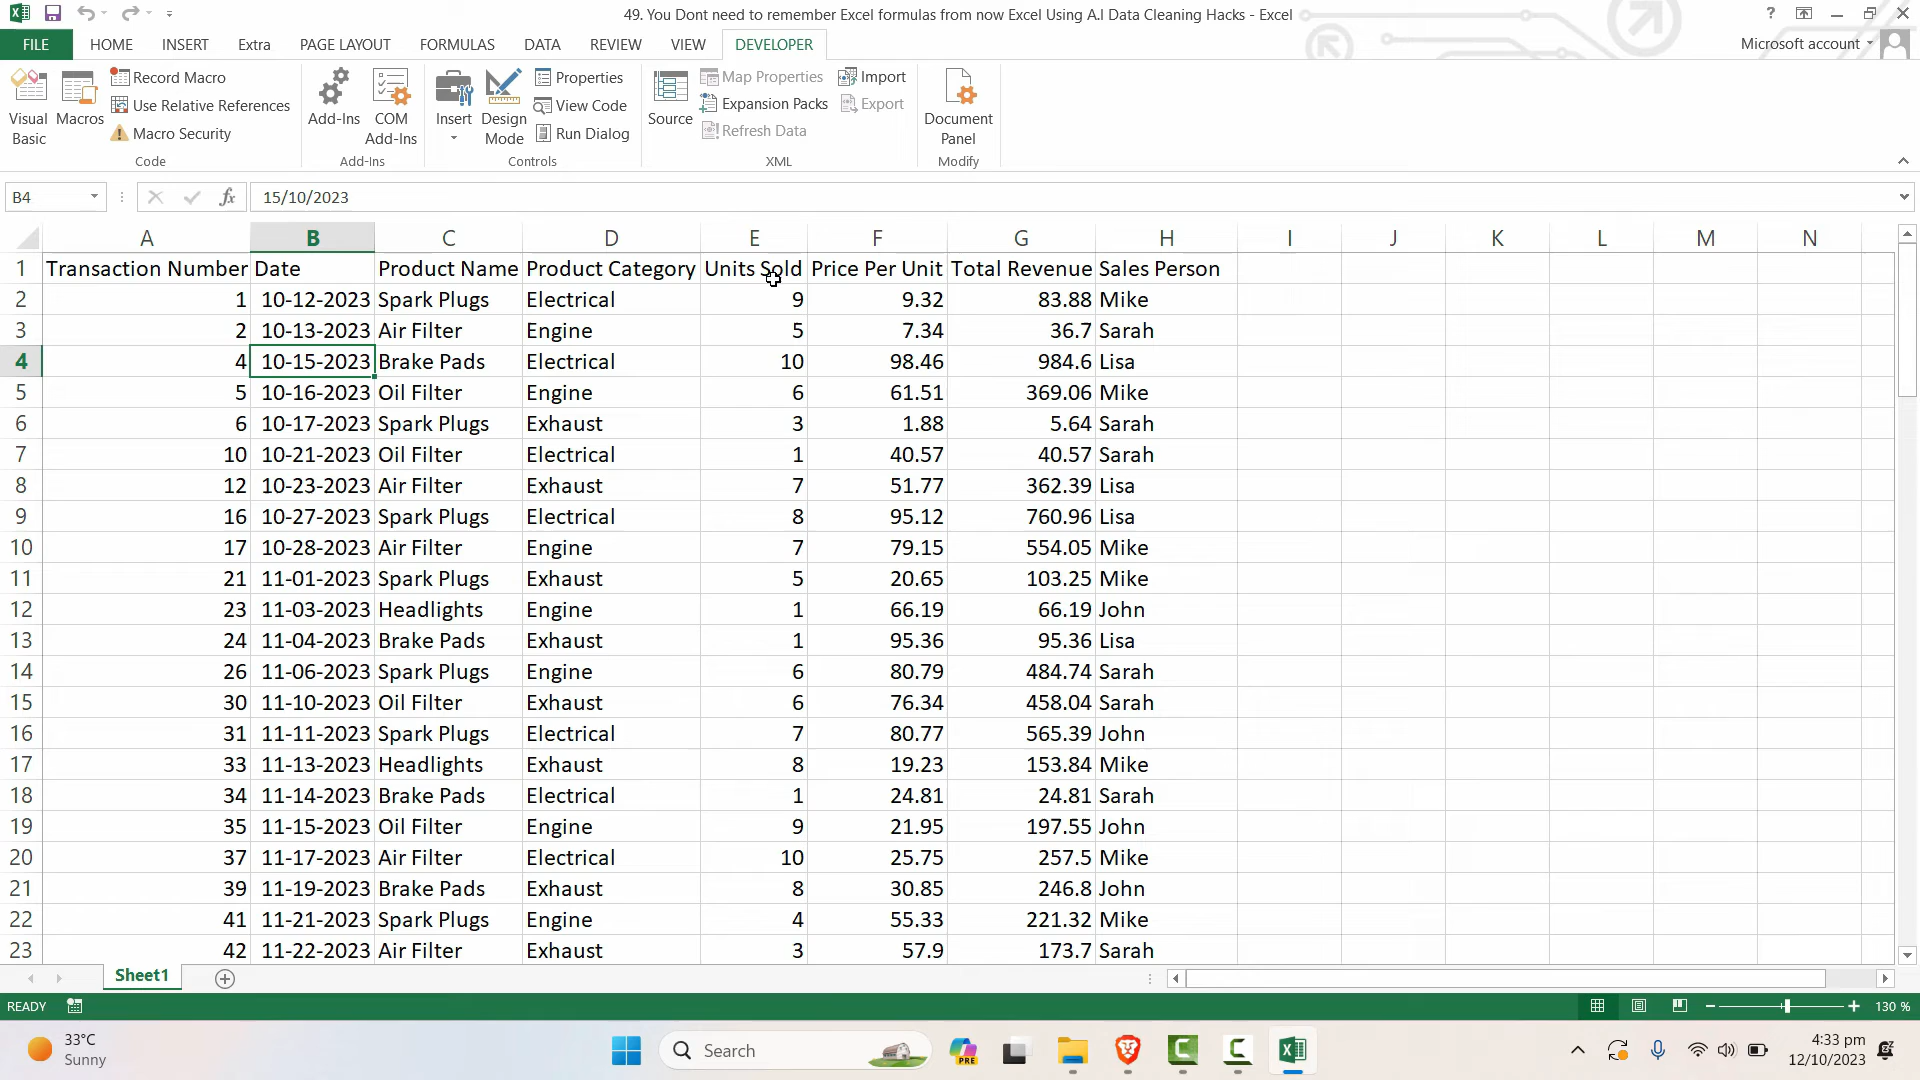 49. You Dont need to remember Excel formulas from now Excel Using A.I Data Cleaning Hacks - Excel
FILE HOME INSERT Extra PAGE LAYOUT FORMULAS DATA REVIEW VIEW DEVELOPER Microsoft account
Visual Basic
Macros
Record Macro
Use Relative References
Macro Security
Code
Add-Ins
COM Add-Ins
Add-Ins
Insert
Design Mode
Properties
View Code
Run Dialog
Controls
Source
Map Properties
Expansion Packs
Refresh Data
Import
Export
XML
Document Panel
Modify
B4 fx 15/10/2023
A B C D E F G H I J K L M N
1 Transaction Number Date Product Name Product Category Units Sold Price Per Unit Total Revenue Sales Person
2 1 10-12-2023 Spark Plugs Electrical 9 9.32 83.88 Mike
3 2 10-13-2023 Air Filter Engine 5 7.34 36.7 Sarah
4 4 10-15-2023 Brake Pads Electrical 10 98.46 984.6 Lisa
5 5 10-16-2023 Oil Filter Engine 6 61.51 369.06 Mike
6 6 10-17-2023 Spark Plugs Exhaust 3 1.88 5.64 Sarah
7 10 10-21-2023 Oil Filter Electrical 1 40.57 40.57 Sarah
8 12 10-23-2023 Air Filter Exhaust 7 51.77 362.39 Lisa
9 16 10-27-2023 Spark Plugs Electrical 8 95.12 760.96 Lisa
10 17 10-28-2023 Air Filter Engine 7 79.15 554.05 Mike
11 21 11-01-2023 Spark Plugs Exhaust 5 20.65 103.25 Mike
12 23 11-03-2023 Headlights Engine 1 66.19 66.19 John
13 24 11-04-2023 Brake Pads Exhaust 1 95.36 95.36 Lisa
14 26 11-06-2023 Spark Plugs Engine 6 80.79 484.74 Sarah
15 30 11-10-2023 Oil Filter Exhaust 6 76.34 458.04 Sarah
16 31 11-11-2023 Spark Plugs Electrical 7 80.77 565.39 John
17 33 11-13-2023 Headlights Exhaust 8 19.23 153.84 Mike
18 34 11-14-2023 Brake Pads Electrical 1 24.81 24.81 Sarah
19 35 11-15-2023 Oil Filter Engine 9 21.95 197.55 John
20 37 11-17-2023 Air Filter Electrical 10 25.75 257.5 Mike
21 39 11-19-2023 Brake Pads Exhaust 8 30.85 246.8 John
22 41 11-21-2023 Spark Plugs Engine 4 55.33 221.32 Mike
23 42 11-22-2023 Air Filter Exhaust 3 57.9 173.7 Sarah
Sheet1
READY 130 %
33°C
Sunny
Search
PRE
4:33 pm
12/10/2023